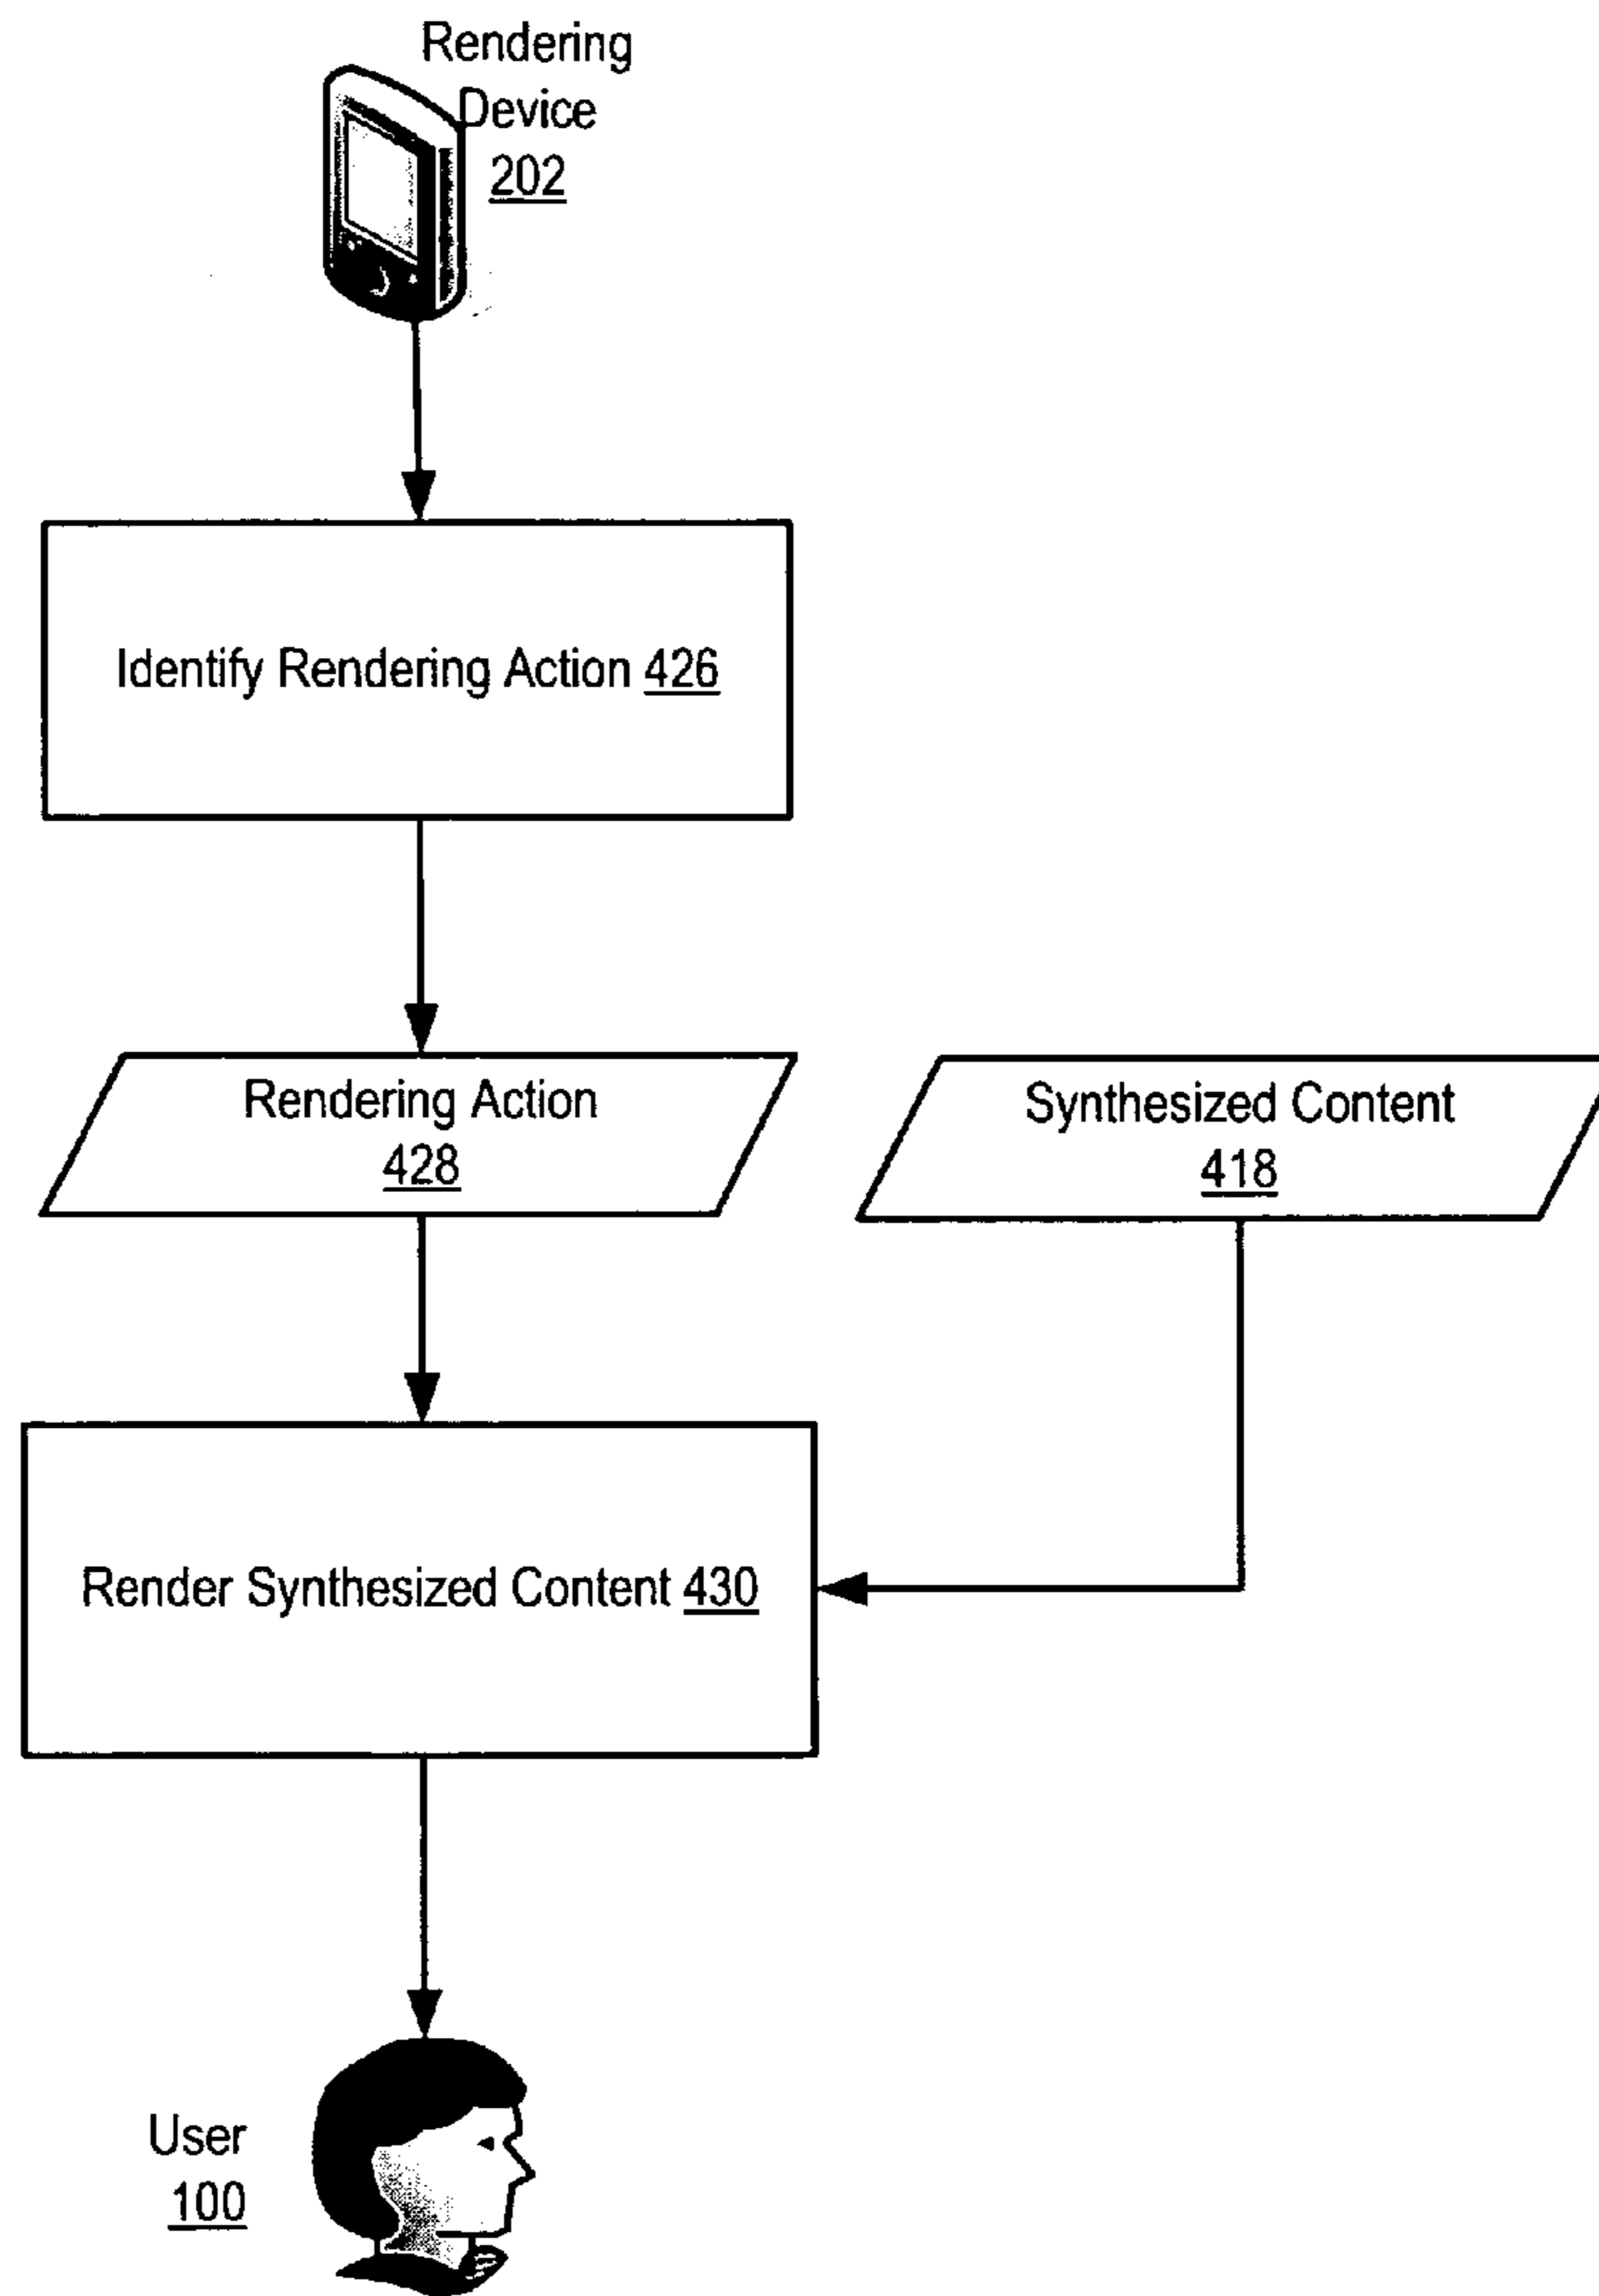 Rendering
Device
202
Identify Rendering Action 426
Rendering Action
428
Synthesized Content
418
Render Synthesized Content 430
User
100